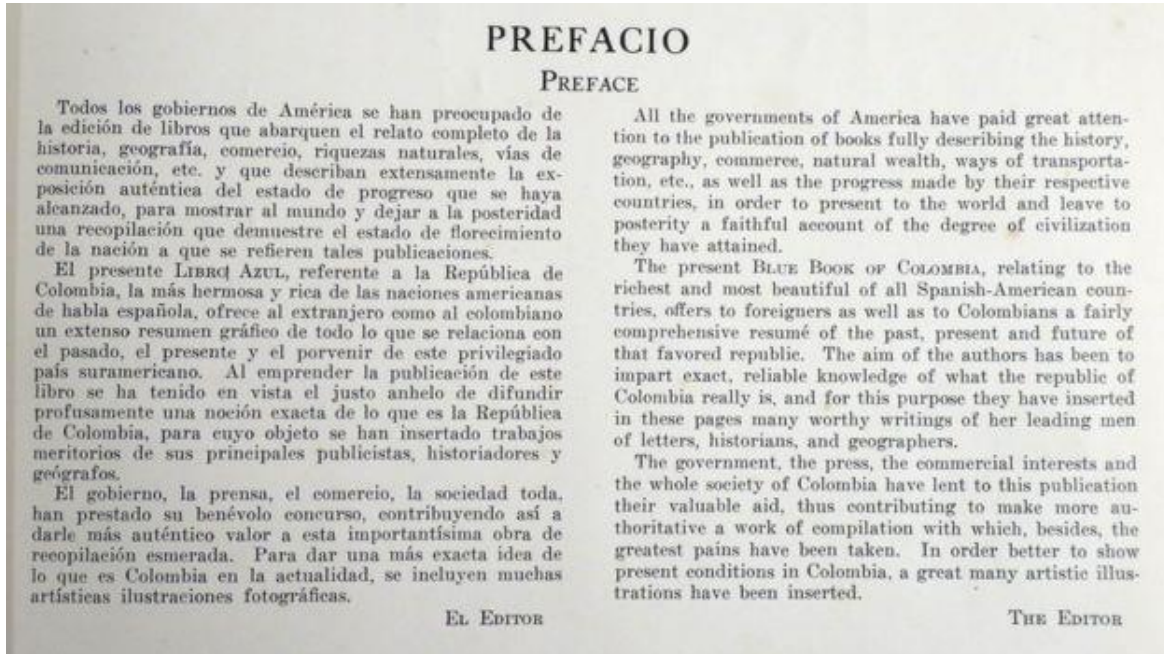 PREFACIO
PREFACE
Todos los gobiernos de América se han preocupado de
la edición de libros que abarquen el relato completo de la
historia, geografía, comercio, riquezas naturales, vías de
comunicación, etc. y que describan extensamente la ex-
posición auténtica del estado de progreso que se haya
alcanzado, para mostrar al mundo y dejar a la posteridad
una recopilación que demuestre el estado de florecimiento
de la nación a que se refieren tales publicaciones.
El presente LIBRO AZUL, referente a la República de
Colombia, la más hermosa y rica de las naciones americanas
de habla española, ofrece al extranjero como al colombiano
un extenso resumen gráfico de todo lo que se relaciona con
el pasado, el presente y el porvenir de este privilegiado
país suramericano. Al emprender la publicación de este
libro se ha tenido en vista el justo anhelo de difundir
profusamente una noción exacta de lo que es la República
de Colombia, para cuyo objeto se han insertado trabajos
meritorios de sus principales publicistas, historiadores y
geógrafos.
El gobierno, la prensa, el comercio, la sociedad toda,
han prestado su benévolo concurso, contribuyendo así a
darle más auténtico valor a esta importantísima obra de
recopilación esmerada. Para dar una más exacta idea de
lo que es Colombia en la actualidad, se incluyen muchas
artísticas ilustraciones fotográficas.
EL EDITOR
All the governments of America have paid great atten-
tion to the publication of books fully describing the history,
geography, commerce, natural wealth, ways of transporta-
tion, etc., as well as the progress made by their respective
countries, in order to present to the world and leave to
posterity a faithful account of the degree of civilization
they have attained.
The present BLUE BOOK OF COLOMBIA, relating to the
richest and most beautiful of all Spanish-American coun-
tries, offers to foreigners as well as to Colombians a fairly
comprehensive resumé of the past, present and future of
that favored republic. The aim of the authors has been to
impart exact, reliable knowledge of what the republic of
Colombia really is, and for this purpose they have inserted
in these pages many worthy writings of her leading men
of letters, historians, and geographers.
The government, the press, the commercial interests and
the whole society of Colombia have lent to this publication
their valuable aid, thus contributing to make more au-
thoritative a work of compilation with which, besides, the
greatest pains have been taken. In order better to show
present conditions in Colombia, a great many artistic illus-
trations have been inserted.
THE EDITOR